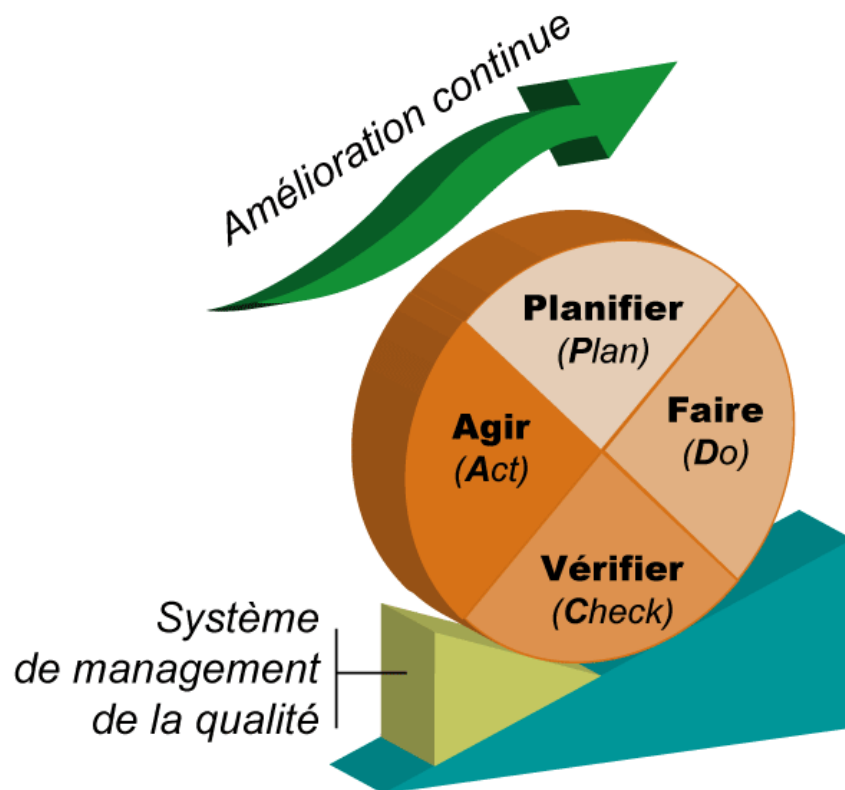 Amélioration continue
Planifier
(Plan)
Faire
(Do)
Agir
(Act)
Vérifier
(Check)
Système
de management
de la qualité